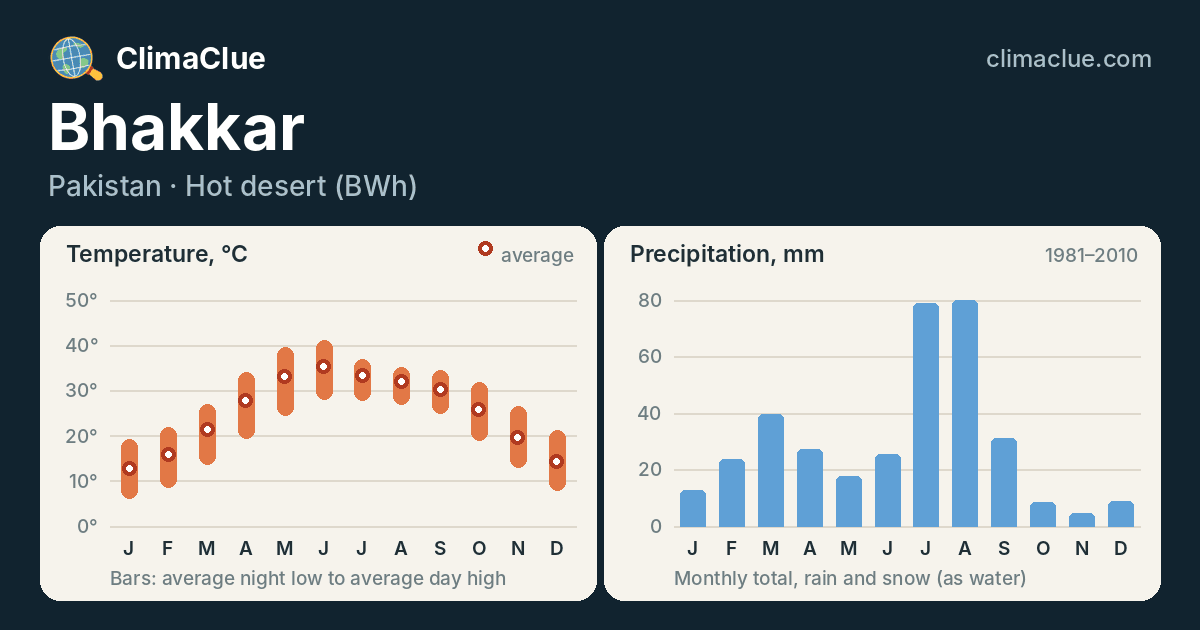 ClimaClue
climaclue.com
Bhakkar
Pakistan · Hot desert (BWh)
Temperature, °C
average
50°
40°
30°
20°
10°
0°
J F M A M J J A S O N D
Bars: average night low to average day high
Precipitation, mm
1981–2010
80
60
40
20
0
J F M A M J J A S O N D
Monthly total, rain and snow (as water)